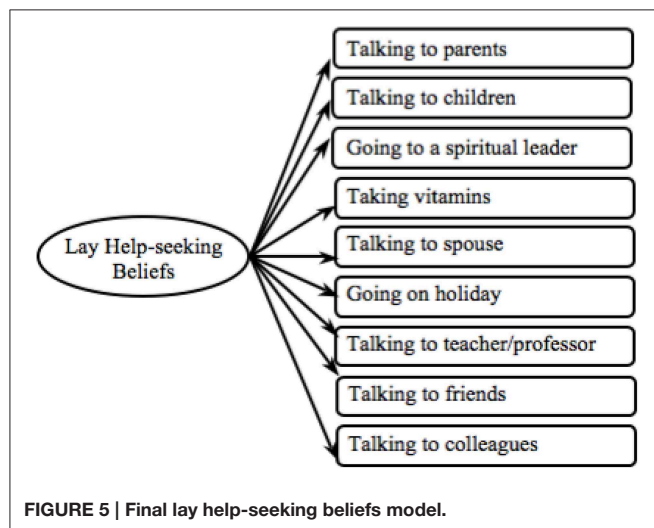 Talking to parents
Talking to children
Going to a spiritual leader
Taking vitamins
Lay Help-seeking
Beliefs
Talking to spouse
Going on holiday
Talking to teacher/professor
Talking to friends
Talking to colleagues
FIGURE 5 | Final lay help-seeking beliefs model.